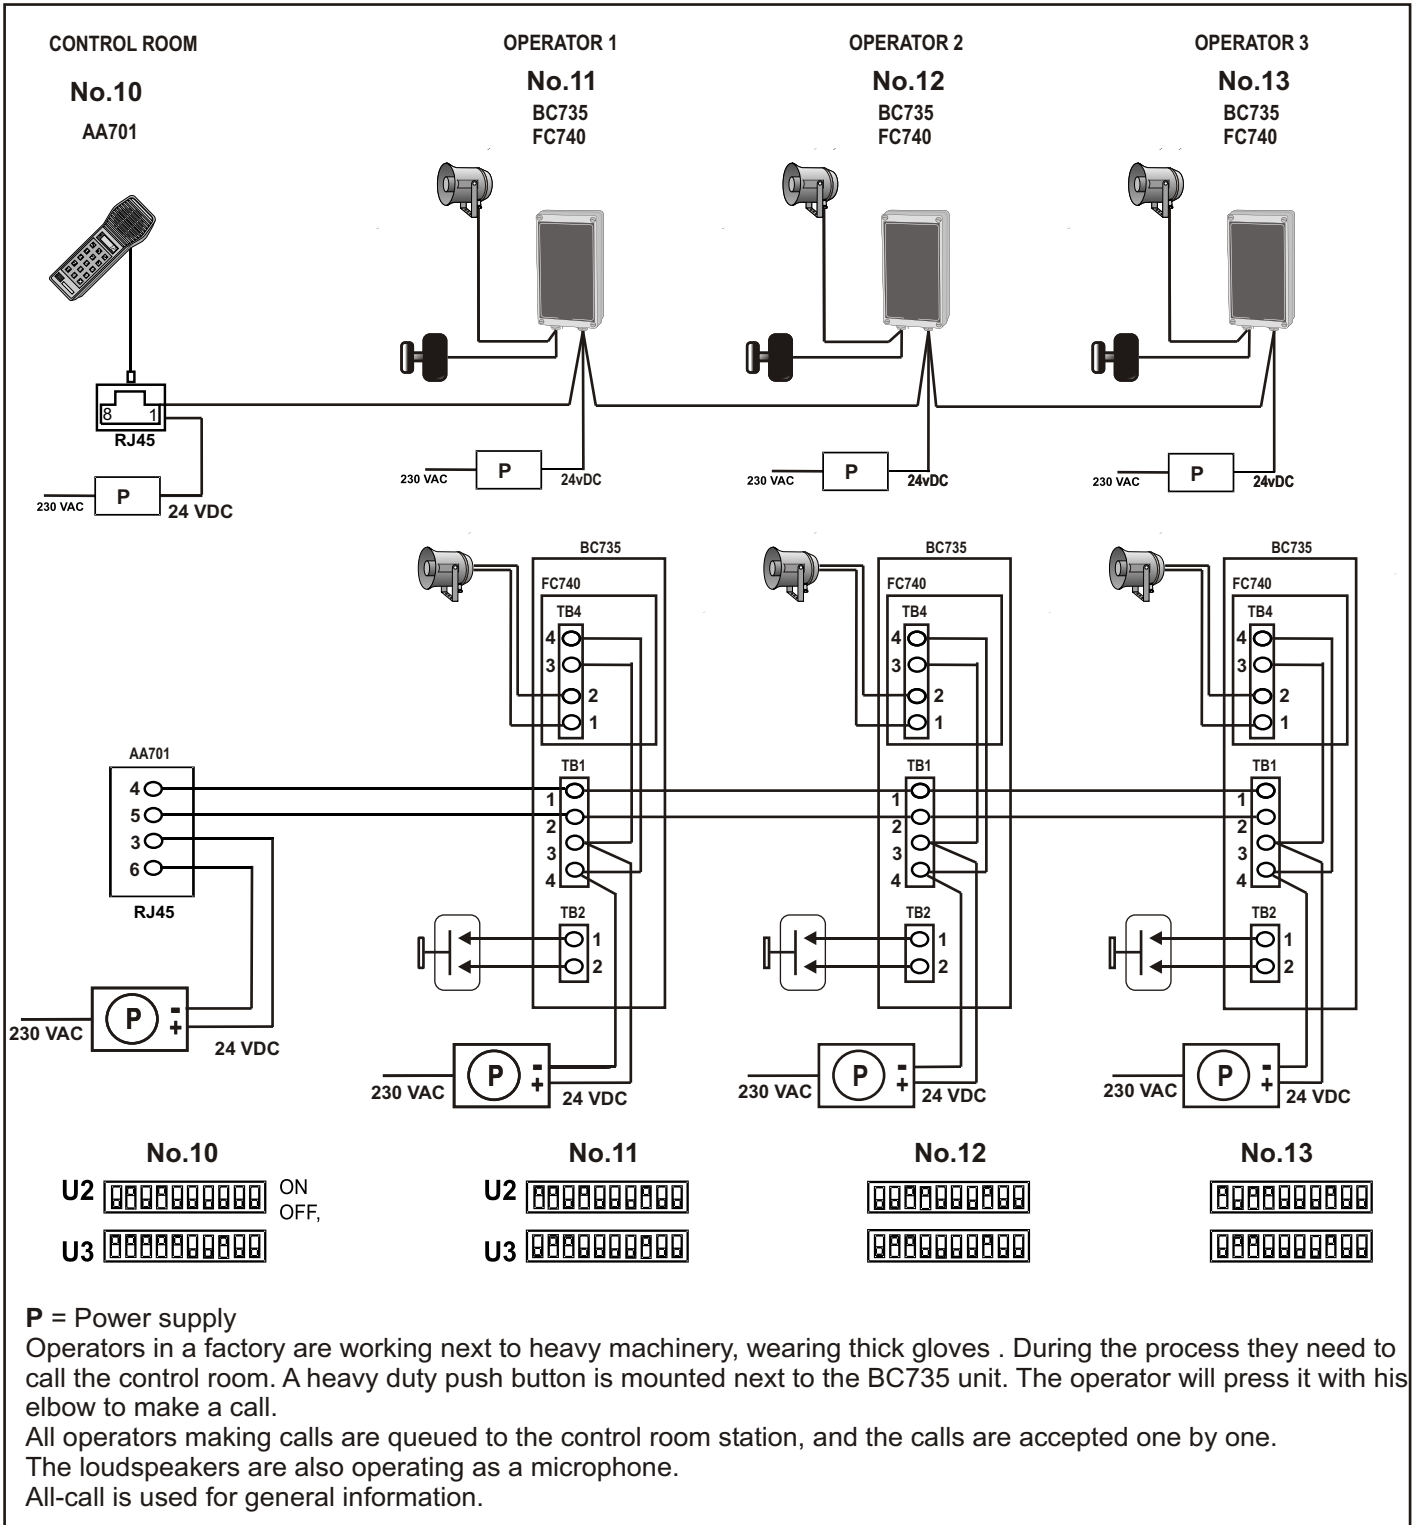 CONTROL ROOM
OPERATOR 1
OPERATOR 2
OPERATOR 3
No.10
No.11
No.12
No.13
AA701
BC735
BC735
BC735
FC740
FC740
FC740
8 1
RJ45
P
230 VAC
24 VDC
P
230 VAC
24vDC
P
230 VAC
24vDC
P
230 VAC
24vDC
BC735
BC735
BC735
FC740
FC740
FC740
TB4
TB4
TB4
4
3
2
1
4
3
2
1
4
3
2
1
AA701
4
5
3
6
RJ45
TB1
1
2
3
4
TB1
1
2
3
4
TB1
1
2
3
4
TB2
1
2
TB2
1
2
TB2
1
2
P
-
+
230 VAC
24 VDC
P
-
+
230 VAC
24 VDC
P
-
+
230 VAC
24 VDC
P
-
+
230 VAC
24 VDC
No.10
No.11
No.12
No.13
U2
ON
OFF,
U3
U2
U3
P = Power supply
Operators in a factory are working next to heavy machinery, wearing thick gloves . During the process they need to
call the control room. A heavy duty push button is mounted next to the BC735 unit. The operator will press it with his
elbow to make a call.
All operators making calls are queued to the control room station, and the calls are accepted one by one.
The loudspeakers are also operating as a microphone.
All-call is used for general information.